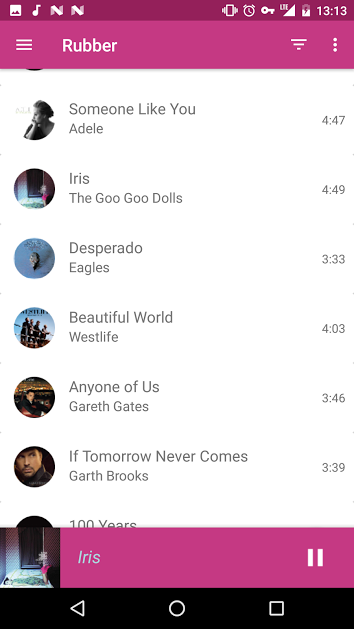 LTE 13:13
Rubber
Someone Like You
Adele
4:47
Iris
The Goo Goo Dolls
4:49
Desperado
Eagles
3:33
Beautiful World
Westlife
4:03
Anyone of Us
Gareth Gates
3:46
If Tomorrow Never Comes
Garth Brooks
3:39
100 Years
Iris